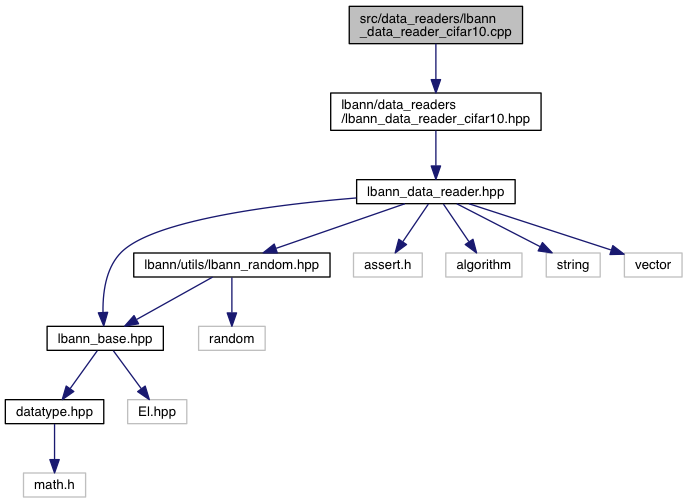 src/data_readers/lbann
_data_reader_cifar10.cpp
lbann/data_readers
/lbann_data_reader_cifar10.hpp
lbann_data_reader.hpp
lbann/utils/lbann_random.hpp
assert.h
algorithm
string
vector
lbann_base.hpp
random
datatype.hpp
El.hpp
math.h